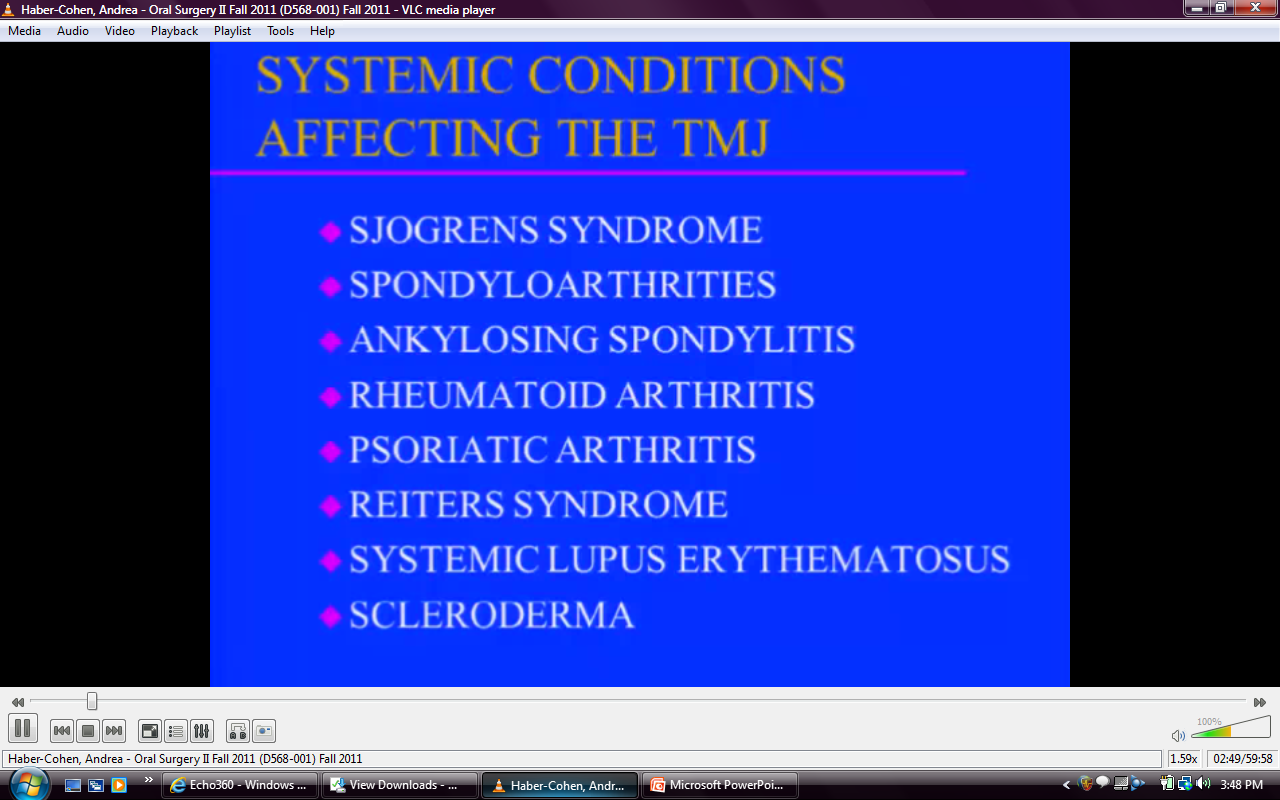 Haber-Cohen, Andrea - Oral Surgery II Fall 2011 (D568-001) Fall 2011 - VLC media player
Media Audio Video Playback Playlist Tools Help
SYSTEMIC CONDITIONS
AFFECTING THE TMJ
SJOGRENS SYNDROME
SPONDYLOARTHRITIES
ANKYLOSING SPONDYLITIS
RHEUMATOID ARTHRITIS
PSORIATIC ARTHRITIS
REITERS SYNDROME
SYSTEMIC LUPUS ERYTHEMATOSUS
SCLERODERMA
100%
Haber-Cohen, Andrea - Oral Surgery II Fall 2011 (D568-001) Fall 2011 1.59x 02:49/59:58
Echo360 - Windows ... View Downloads - ... Haber-Cohen, Andr... Microsoft PowerPoi... 3:48 PM